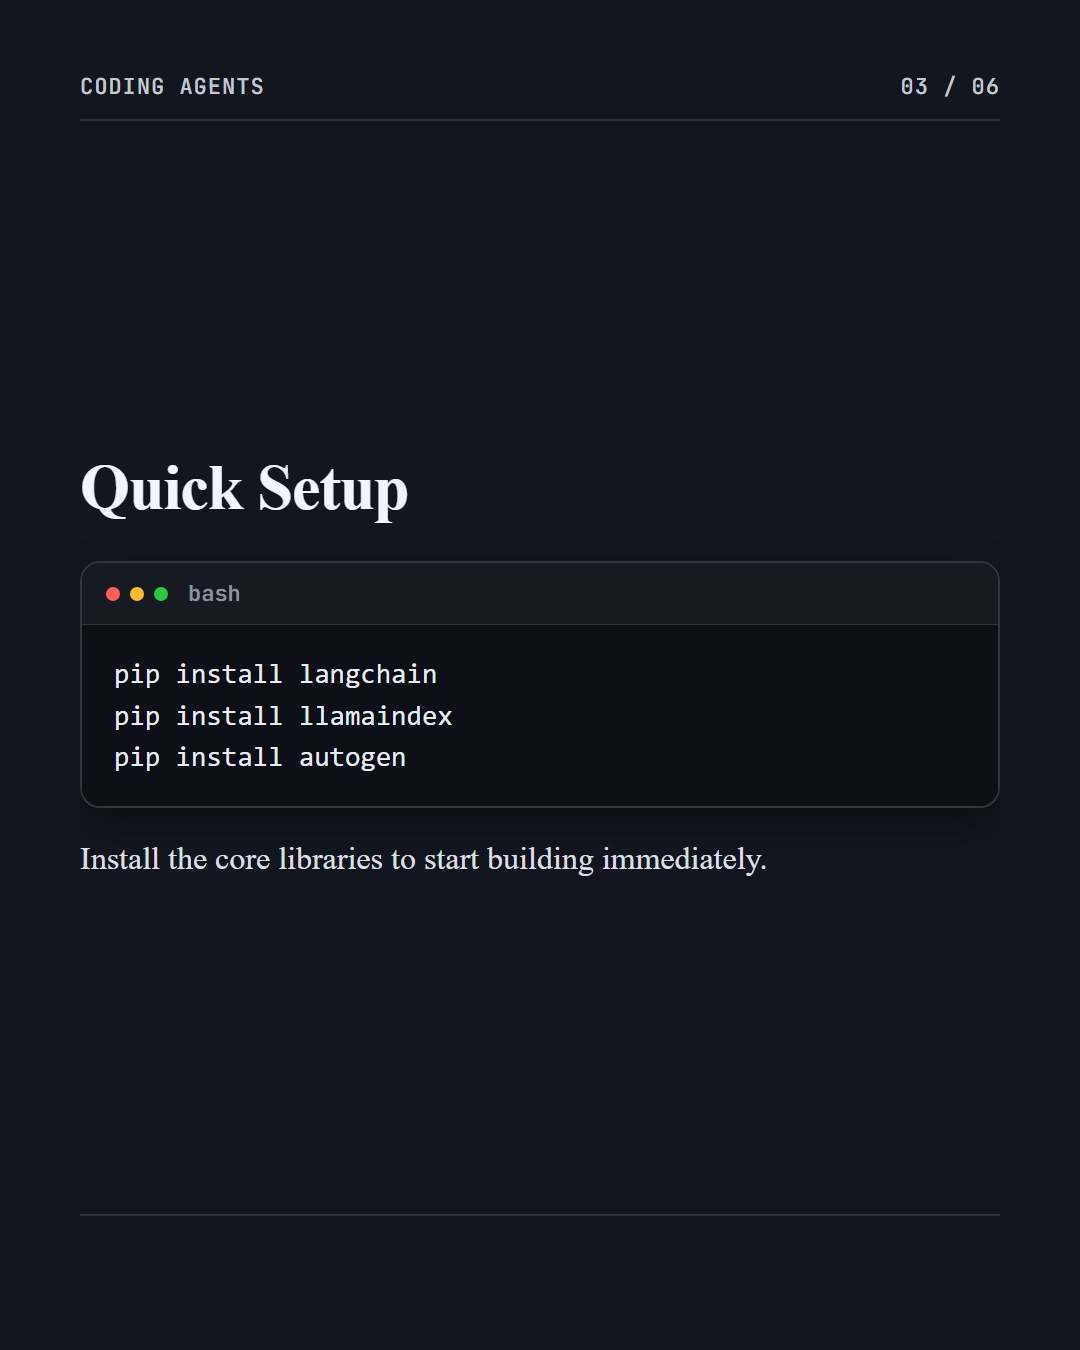 CODING AGENTS
03 / 06
Quick Setup
bash
pip install langchain
pip install llamaindex
pip install autogen
Install the core libraries to start building immediately.